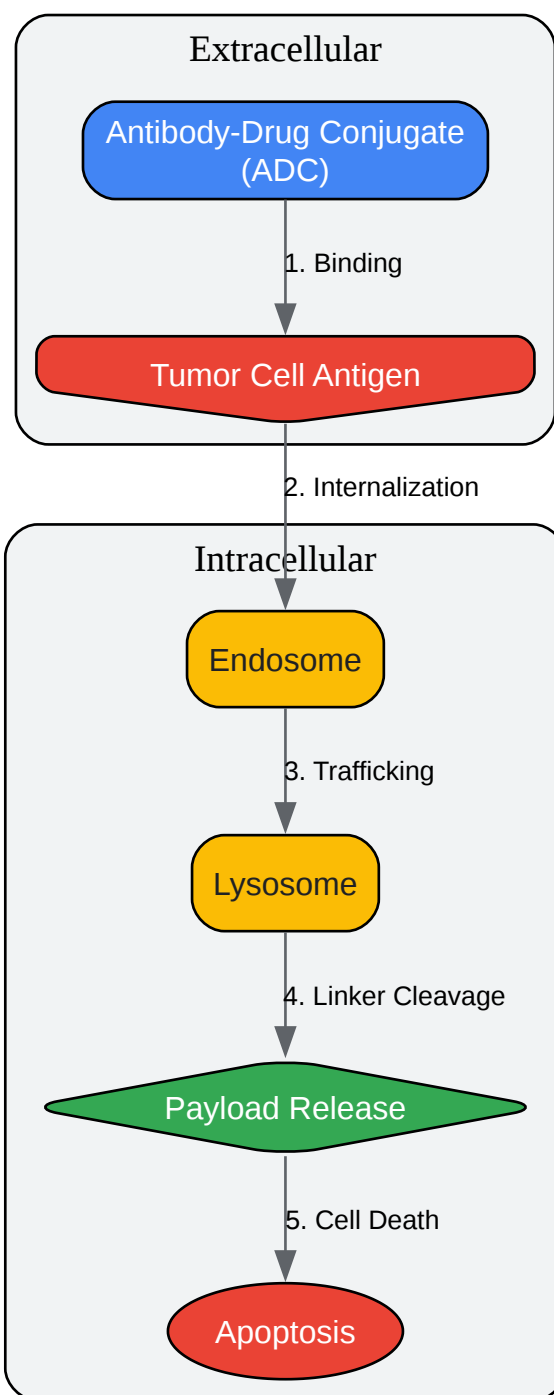 Extracellular
Antibody-Drug Conjugate
(ADC)
1. Binding
Tumor Cell Antigen
2. Internalization
Intracellular
Endosome
3. Trafficking
Lysosome
4. Linker Cleavage
Payload Release
5. Cell Death
Apoptosis